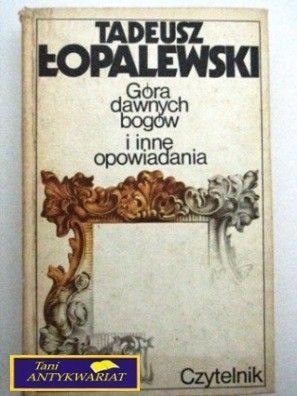 TADEUSZ
ŁOPALEWSKI
Góra
dawnych
bogów
i inne
opowiadania
Czytelnik
Tani
ANTYKWARIAT